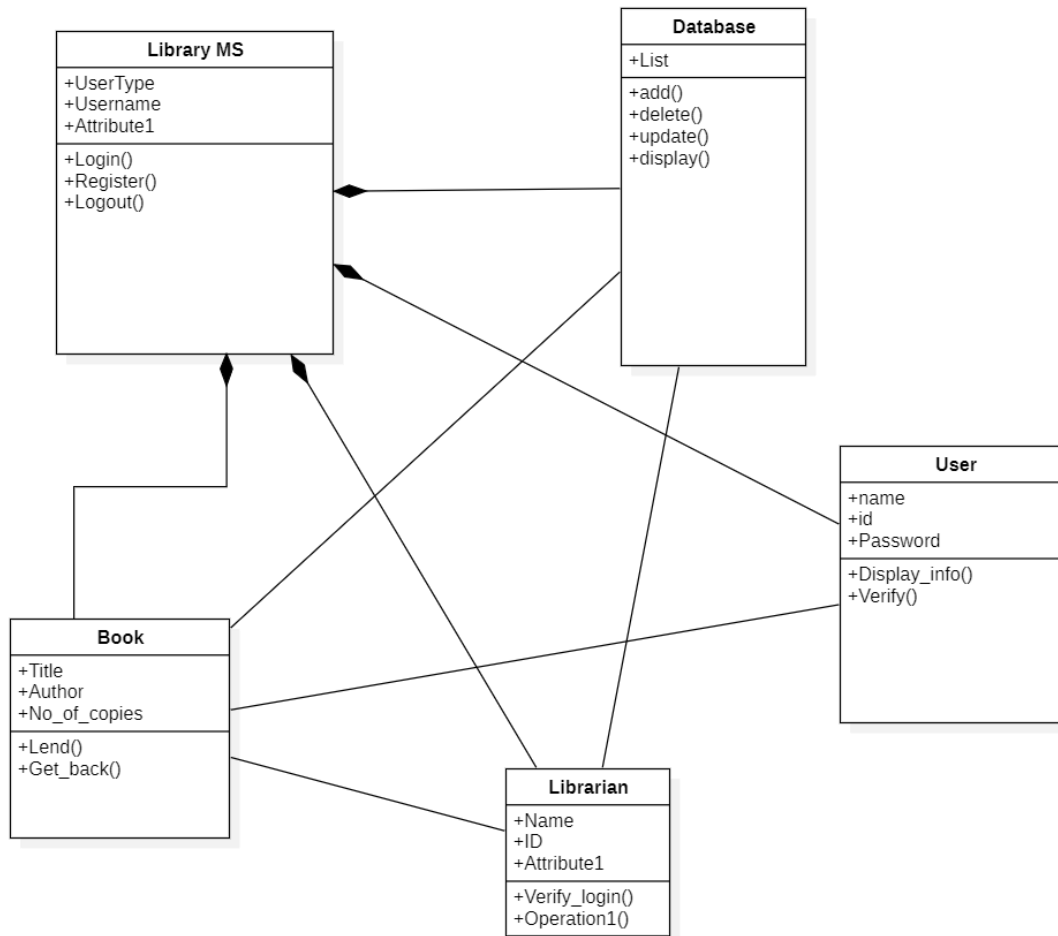 Library MS
+UserType
+Username
+Attribute1
+Login()
+Register()
+Logout()
Database
+List
+add()
+delete()
+update()
+display()
User
+name
+id
+Password
+Display_info()
+Verify()
Book
+Title
+Author
+No_of_copies
+Lend()
+Get_back()
Librarian
+Name
+ID
+Attribute1
+Verify_login()
+Operation1()